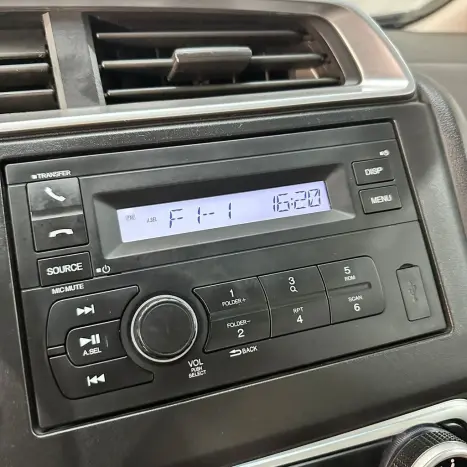 TRANSFER
F1--1 16:20
DISP
MENU
SOURCE
MIC MUTE
1
FOLDER+
3
5
RDM
A.SEL
FOLDER-
2
RPT
4
SCAN
6
VOL
PUSH
SELECT
BACK